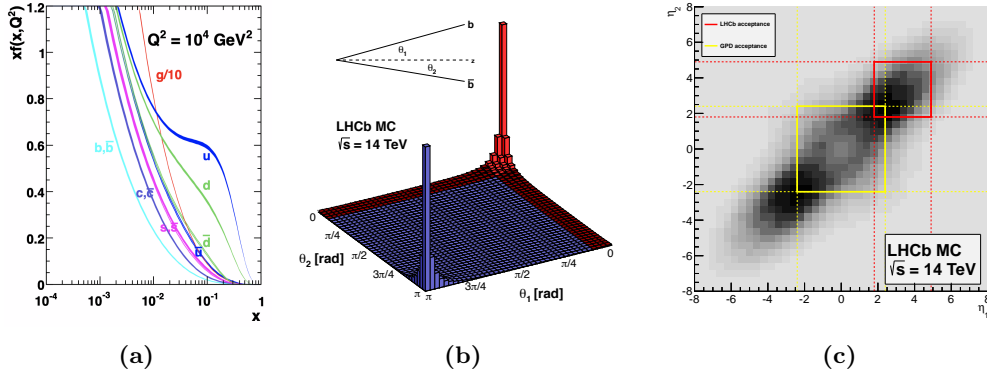 xf(x,Q²)
1.2
1
0.8
0.6
0.4
0.2
0
Q² = 10⁴ GeV²
g/10
b,b̄
c,c̄
s,s̄
u
d
d̄
ū
10⁻⁴ 10⁻³ 10⁻² 10⁻¹ 1
x
(a)
b
θ₁
θ₂
z
b̄
LHCb MC
√s = 14 TeV
0
π/4
π/2
3π/4
π
θ₂ [rad]
π
3π/4
π/2
π/4
0
θ₁ [rad]
(b)
η₂
8
6
4
2
0
-2
-4
-6
-8
LHCb acceptance
GPD acceptance
LHCb MC
√s = 14 TeV
-8 -6 -4 -2 0 2 4 6 8
η₁
(c)